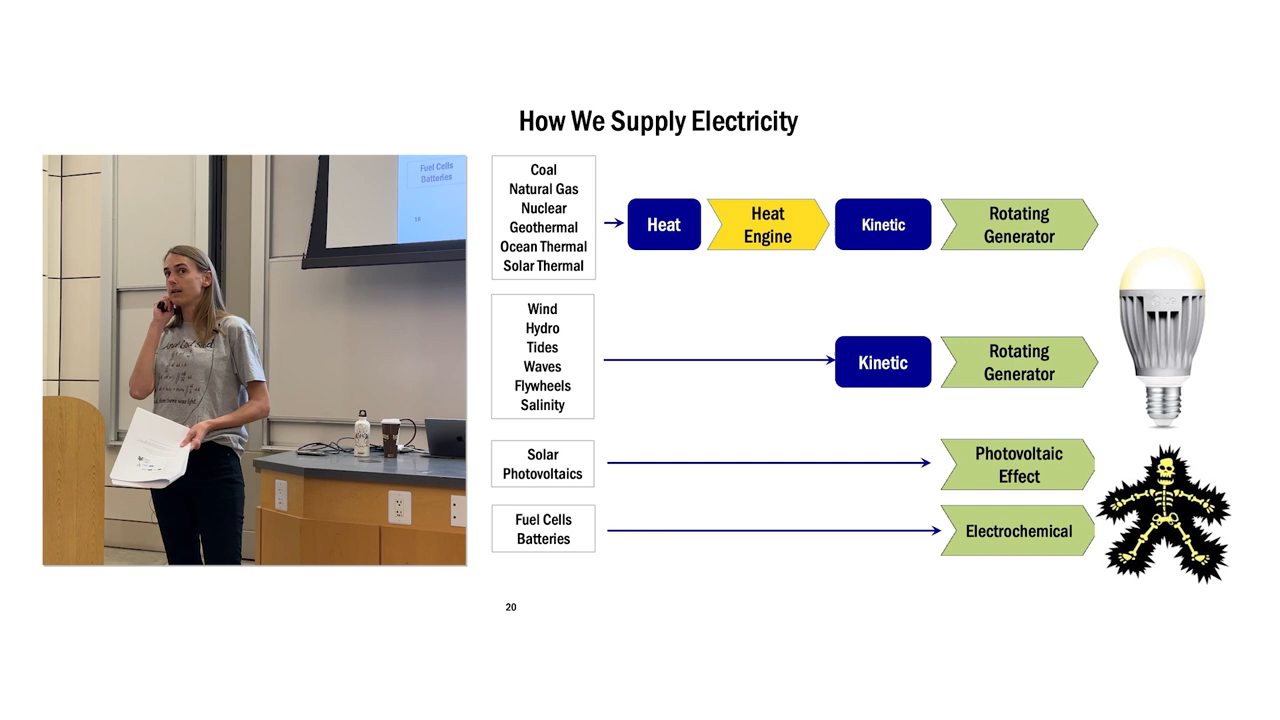 How We Supply Electricity
Fuel Cells
Batteries
16
Coal
Natural Gas
Nuclear
Geothermal
Ocean Thermal
Solar Thermal
Heat
Heat
Engine
Kinetic
Rotating
Generator
Wind
Hydro
Tides
Waves
Flywheels
Salinity
Kinetic
Rotating
Generator
Solar
Photovoltaics
Photovoltaic
Effect
Fuel Cells
Batteries
Electrochemical
LG
20